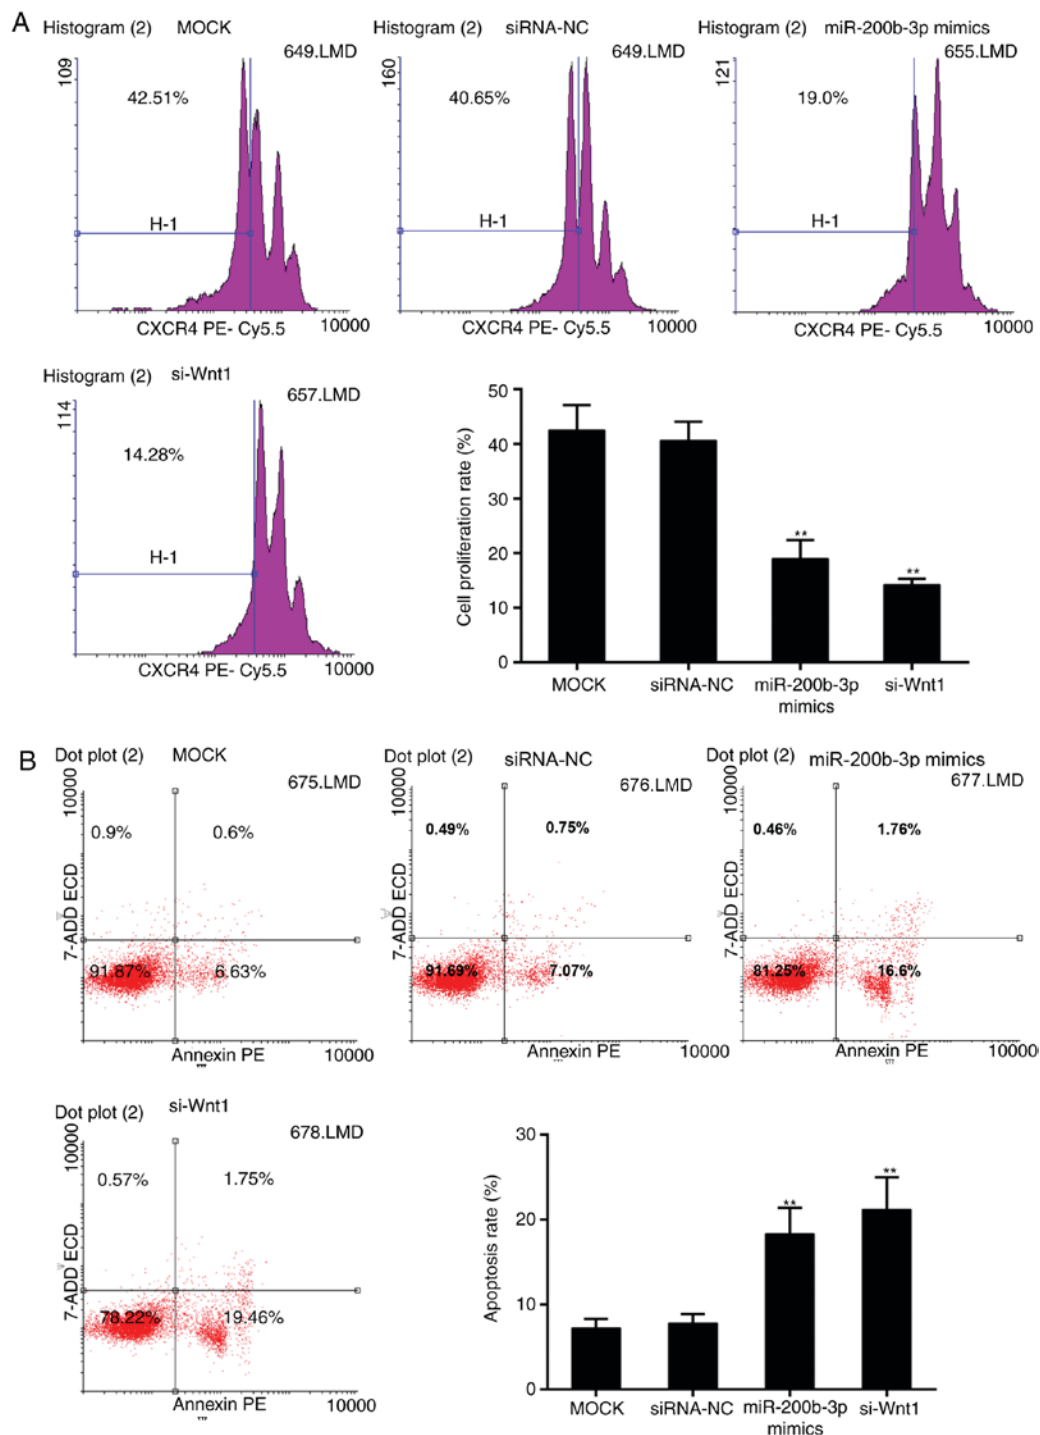 A
Histogram (2) MOCK
649.LMD
109
42.51%
H-1
CXCR4 PE- Cy5.5
10000
Histogram (2) siRNA-NC
649.LMD
160
40.65%
H-1
CXCR4 PE- Cy5.5
10000
Histogram (2) miR-200b-3p mimics
655.LMD
121
19.0%
H-1
CXCR4 PE- Cy5.5
10000
Histogram (2) si-Wnt1
657.LMD
114
14.28%
H-1
CXCR4 PE- Cy5.5
10000
Cell proliferation rate (%)
50
40
30
20
10
0
**
**
MOCK
siRNA-NC
miR-200b-3p
mimics
si-Wnt1
B
Dot plot (2) MOCK
675.LMD
10000
0.9% 0.6%
7-ADD ECD
91.87% 6.63%
Annexin PE
10000
Dot plot (2) siRNA-NC
676.LMD
10000
0.49% 0.75%
7-ADD ECD
91.69% 7.07%
Annexin PE
10000
Dot plot (2) miR-200b-3p mimics
677.LMD
10000
0.46% 1.76%
7-ADD ECD
81.25% 16.6%
Annexin PE
10000
Dot plot (2) si-Wnt1
678.LMD
10000
0.57% 1.75%
7-ADD ECD
78.22% 19.46%
Annexin PE
10000
Apoptosis rate (%)
30
20
10
0
**
**
MOCK
siRNA-NC
miR-200b-3p
mimics
si-Wnt1